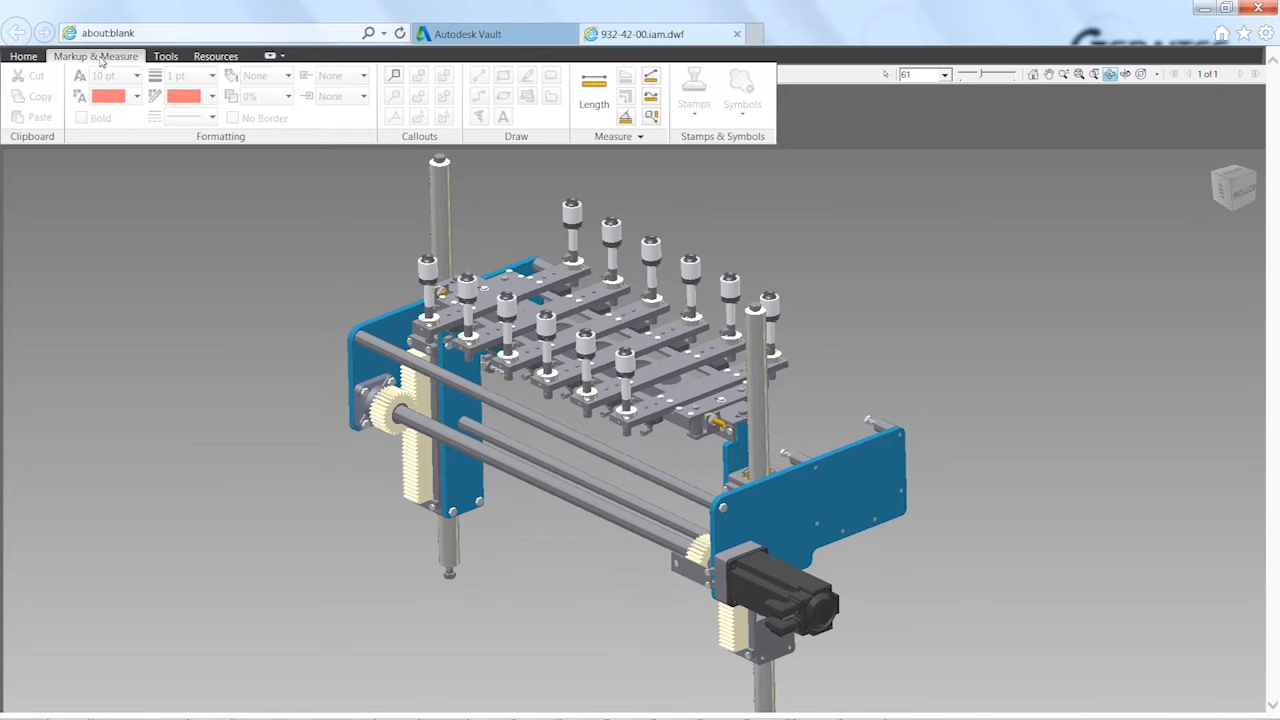 about:blank
Autodesk Vault
932-42-00.iam.dwf
Home Markup & Measure Tools Resources
61
1 of 1
Cut 10 pt 1 pt None None
Copy 0% None
Paste Bold No Border
Length Stamps Symbols
Clipboard Formatting Callouts Draw Measure Stamps & Symbols